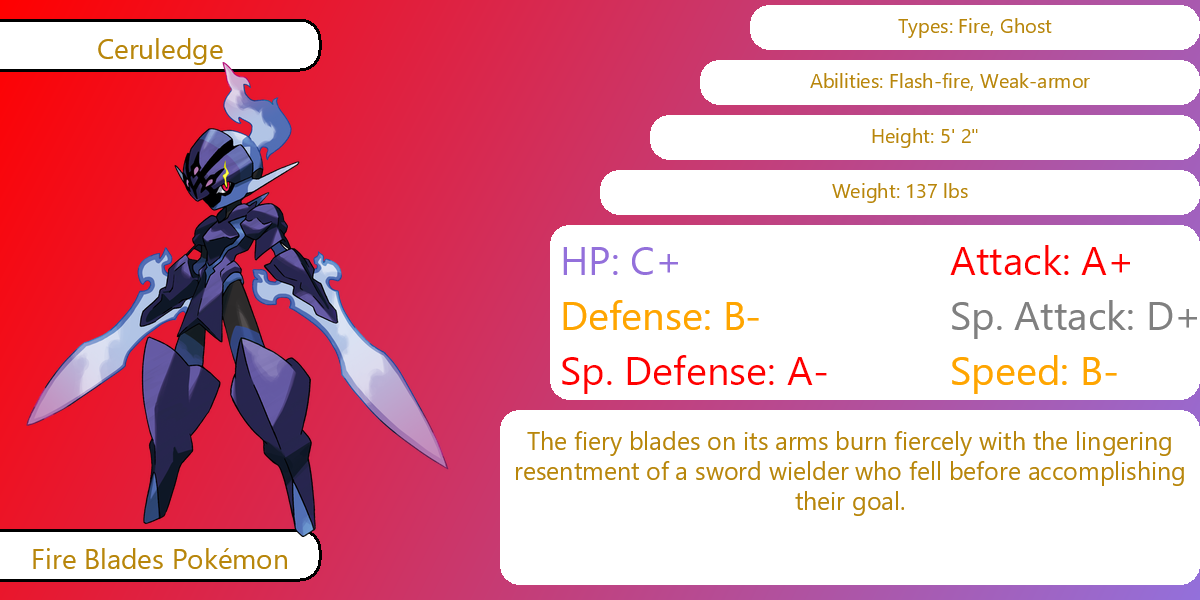 Ceruledge
Types: Fire, Ghost
Abilities: Flash-fire, Weak-armor
Height: 5' 2"
Weight: 137 lbs
HP: C+
Attack: A+
Defense: B-
Sp. Attack: D+
Sp. Defense: A-
Speed: B-
The fiery blades on its arms burn fiercely with the lingering
resentment of a sword wielder who fell before accomplishing
their goal.
Fire Blades Pokémon